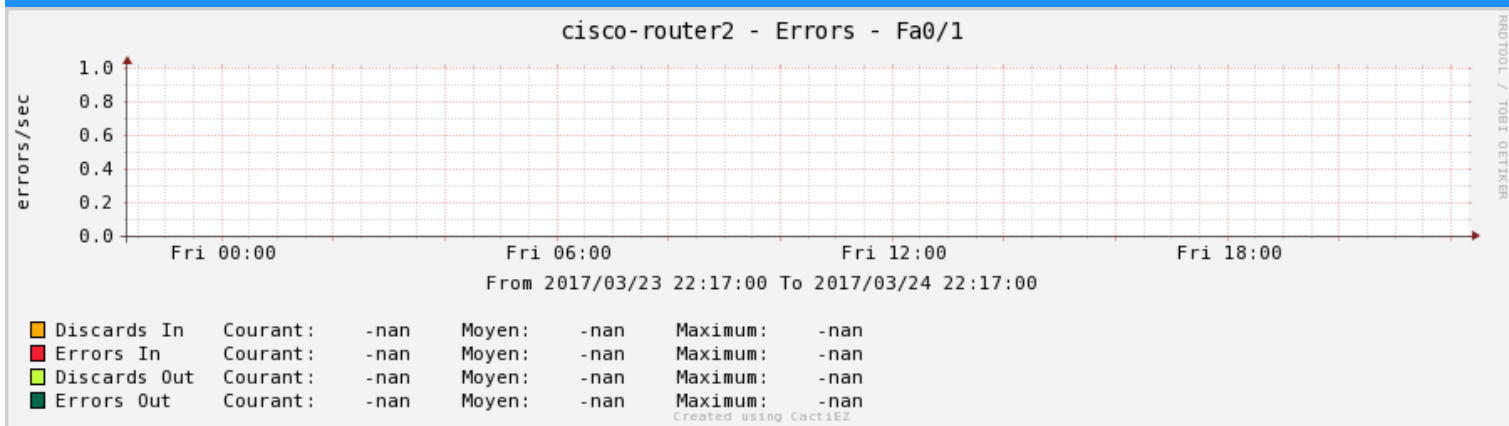 cisco-router2 - Errors - Fa0/1
RRDTOOL / TOBI OETIKER
errors/sec
1.0
0.8
0.6
0.4
0.2
0.0
Fri 00:00 Fri 06:00 Fri 12:00 Fri 18:00
From 2017/03/23 22:17:00 To 2017/03/24 22:17:00
Discards In Courant: -nan Moyen: -nan Maximum: -nan
Errors In Courant: -nan Moyen: -nan Maximum: -nan
Discards Out Courant: -nan Moyen: -nan Maximum: -nan
Errors Out Courant: -nan Moyen: -nan Maximum: -nan
Created using CactiEZ